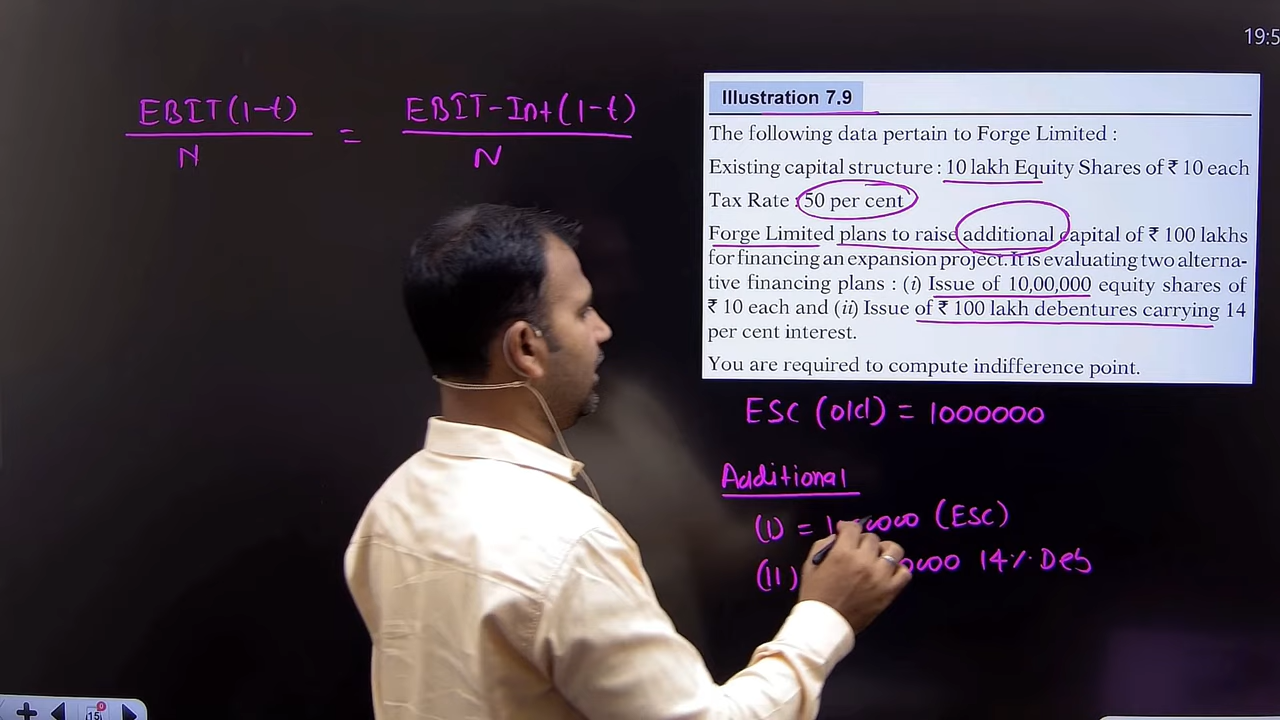 19:5
EBIT(1-t) = EBIT-Int(1-t)
N N
Illustration 7.9
The following data pertain to Forge Limited :
Existing capital structure : 10 lakh Equity Shares of ₹ 10 each
Tax Rate : 50 per cent
Forge Limited plans to raise additional capital of ₹ 100 lakhs
for financing an expansion project. It is evaluating two alterna-
tive financing plans : (i) Issue of 10,00,000 equity shares of
₹ 10 each and (ii) Issue of ₹ 100 lakh debentures carrying 14
per cent interest.
You are required to compute indifference point.
ESC (old) = 1000000
Additional
(I) = (ESC)
(II) 14% Deb
15